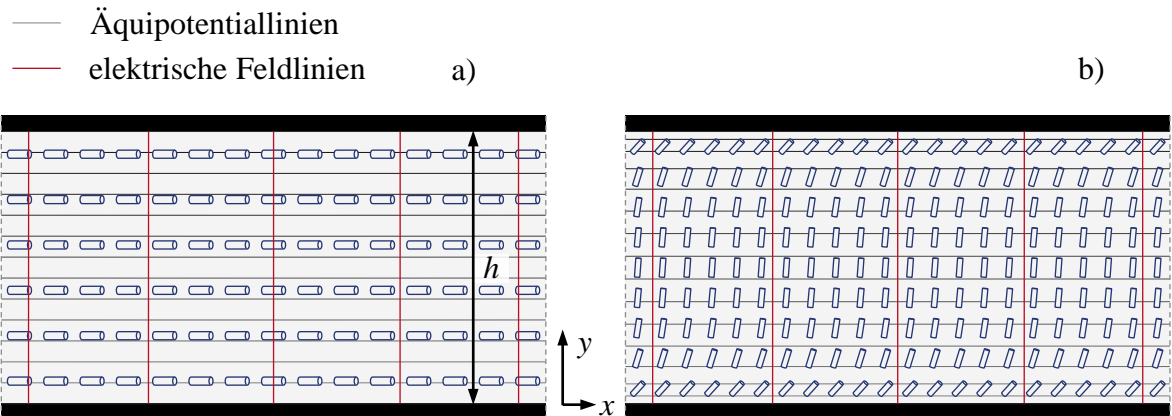 Äquipotentiallinien
elektrische Feldlinien
a)
b)
h
y
x